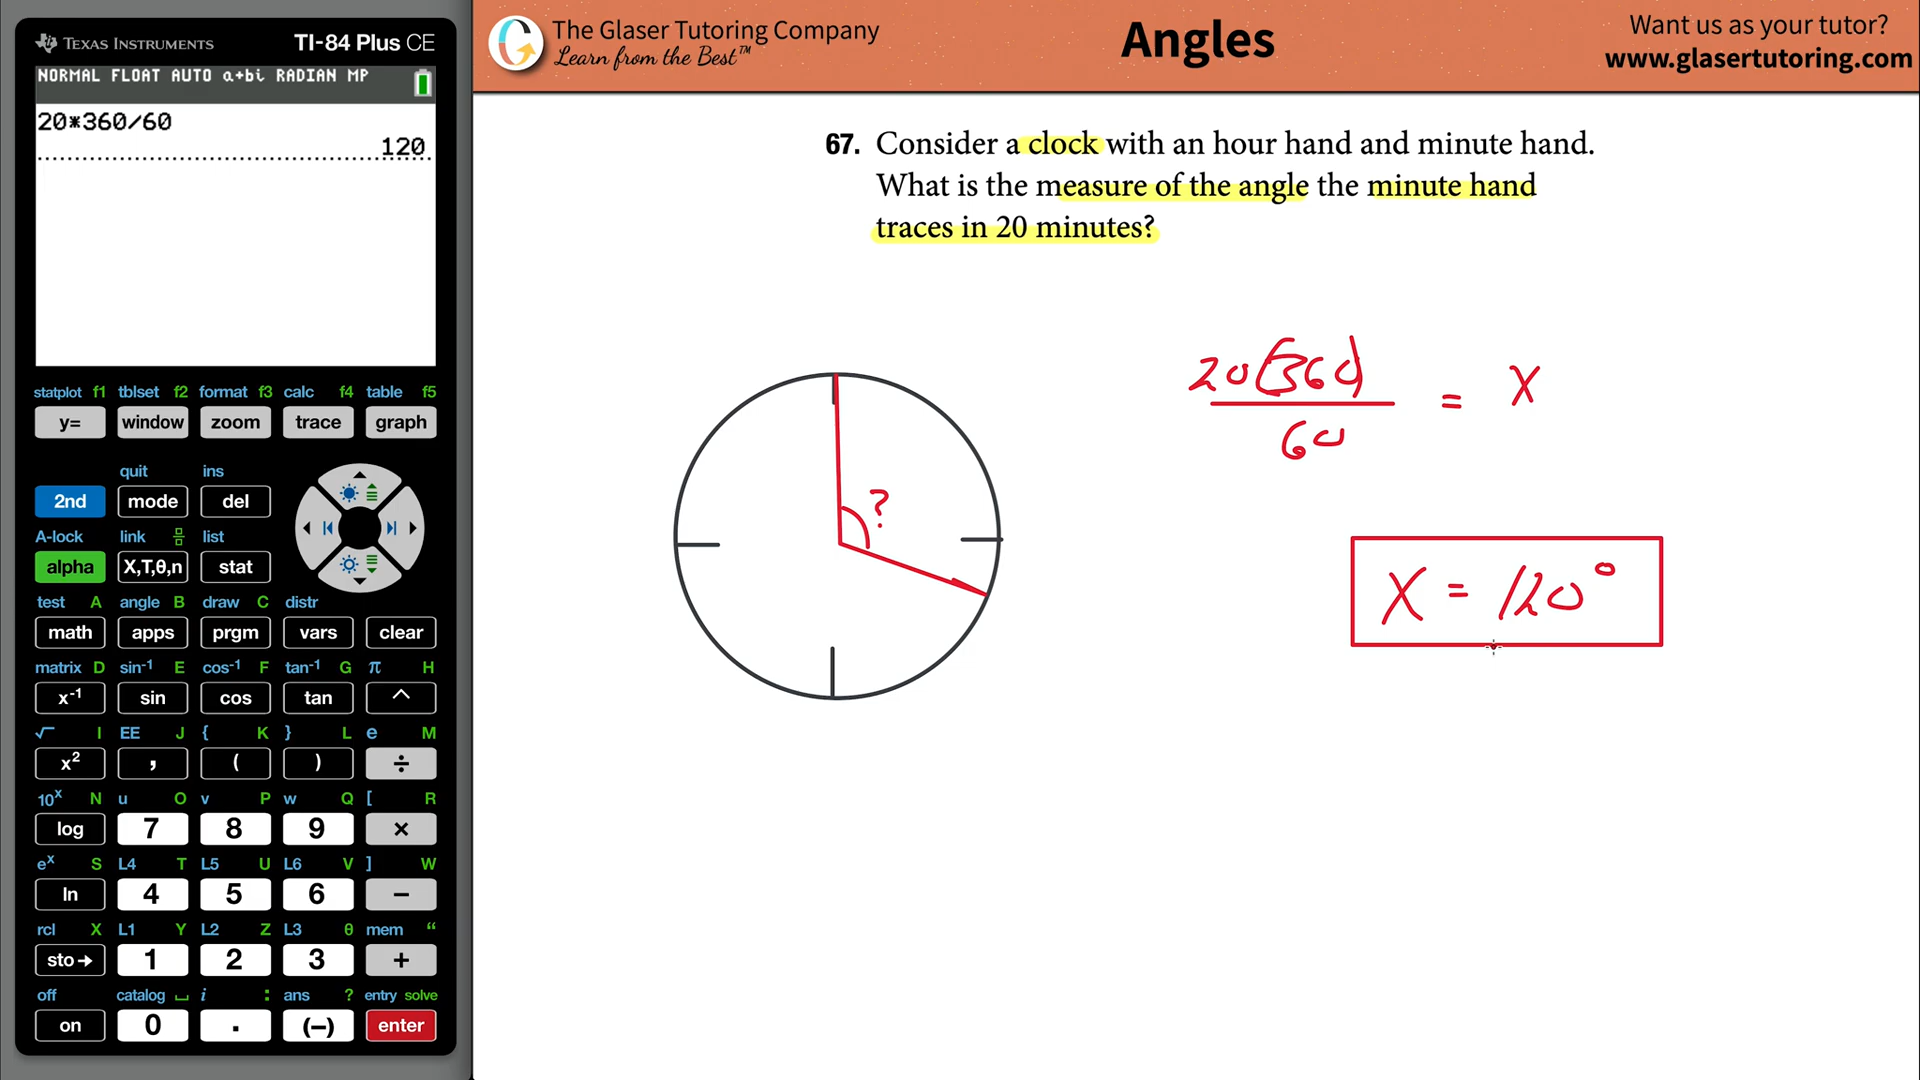 TEXAS INSTRUMENTS TI-84 Plus CE
NORMAL FLOAT AUTO a+bi RADIAN MP
20*360/60
120
statplot f1 tblset f2 format f3 calc f4 table f5
y= window zoom trace graph
quit ins
2nd mode del
A-lock link list
alpha X,T,θ,n stat
test A angle B draw C distr
math apps prgm vars clear
matrix D sin⁻¹ E cos⁻¹ F tan⁻¹ G π H
x⁻¹ sin cos tan ^
√ I EE J { K } L e M
x² , ( ) ÷
10ˣ N u O v P w Q [ R
log 7 8 9 ×
eˣ S L4 T L5 U L6 V ] W
ln 4 5 6 −
rcl X L1 Y L2 Z L3 θ mem “
sto→ 1 2 3 +
off catalog ⎵ i : ans ? entry solve
on 0 . (−) enter
The Glaser Tutoring Company
Learn from the Best™
Angles
Want us as your tutor?
www.glasertutoring.com
67. Consider a clock with an hour hand and minute hand.
What is the measure of the angle the minute hand
traces in 20 minutes?
?
20(360)
60
= X
X = 120°